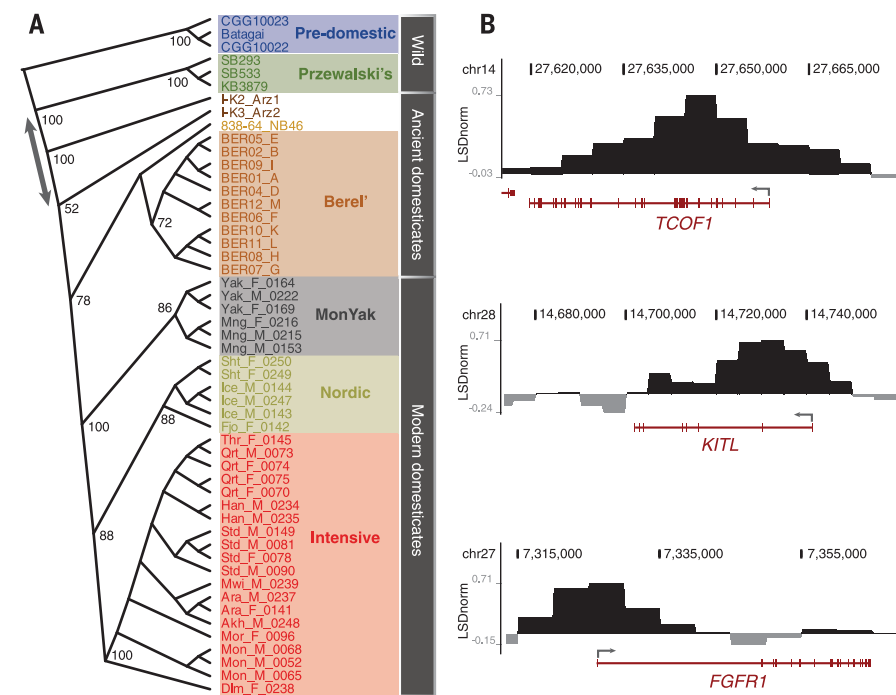 A
CGG10023
Batagai
CGG10022
Pre-domestic
SB293
SB533
KB3879
Przewalski's
Wild
I-K2_Arz1
I-K3_Arz2
838-64_NB46
BER05_E
BER02_B
BER09_I
BER01_A
BER04_D
BER12_M
BER06_F
BER10_K
BER11_L
BER08_H
BER07_G
Berel'
Ancient domesticates
Yak_F_0164
Yak_M_0222
Yak_F_0169
Mng_F_0216
Mng_M_0215
Mng_M_0153
MonYak
Sht_F_0250
Sht_F_0249
Ice_M_0144
Ice_M_0247
Ice_M_0143
Fjo_F_0142
Nordic
Thr_F_0145
Qrt_M_0073
Qrt_F_0074
Qrt_F_0075
Qrt_F_0070
Han_M_0234
Han_M_0235
Std_M_0149
Std_M_0081
Std_F_0078
Std_M_0090
Mwi_M_0239
Ara_M_0237
Ara_F_0141
Akh_M_0248
Mor_F_0096
Mon_M_0068
Mon_M_0052
Mon_M_0065
Dlm_F_0238
Intensive
Modern domesticates
100
100
100
100
52
72
78
86
88
100
88
100
B
chr14
27,620,000 27,635,000 27,650,000 27,665,000
0.73
LSDnorm
-0.03
TCOF1
chr28
14,680,000 14,700,000 14,720,000 14,740,000
0.71
LSDnorm
-0.24
KITL
chr27
7,315,000 7,335,000 7,355,000
0.71
LSDnorm
-0.15
FGFR1